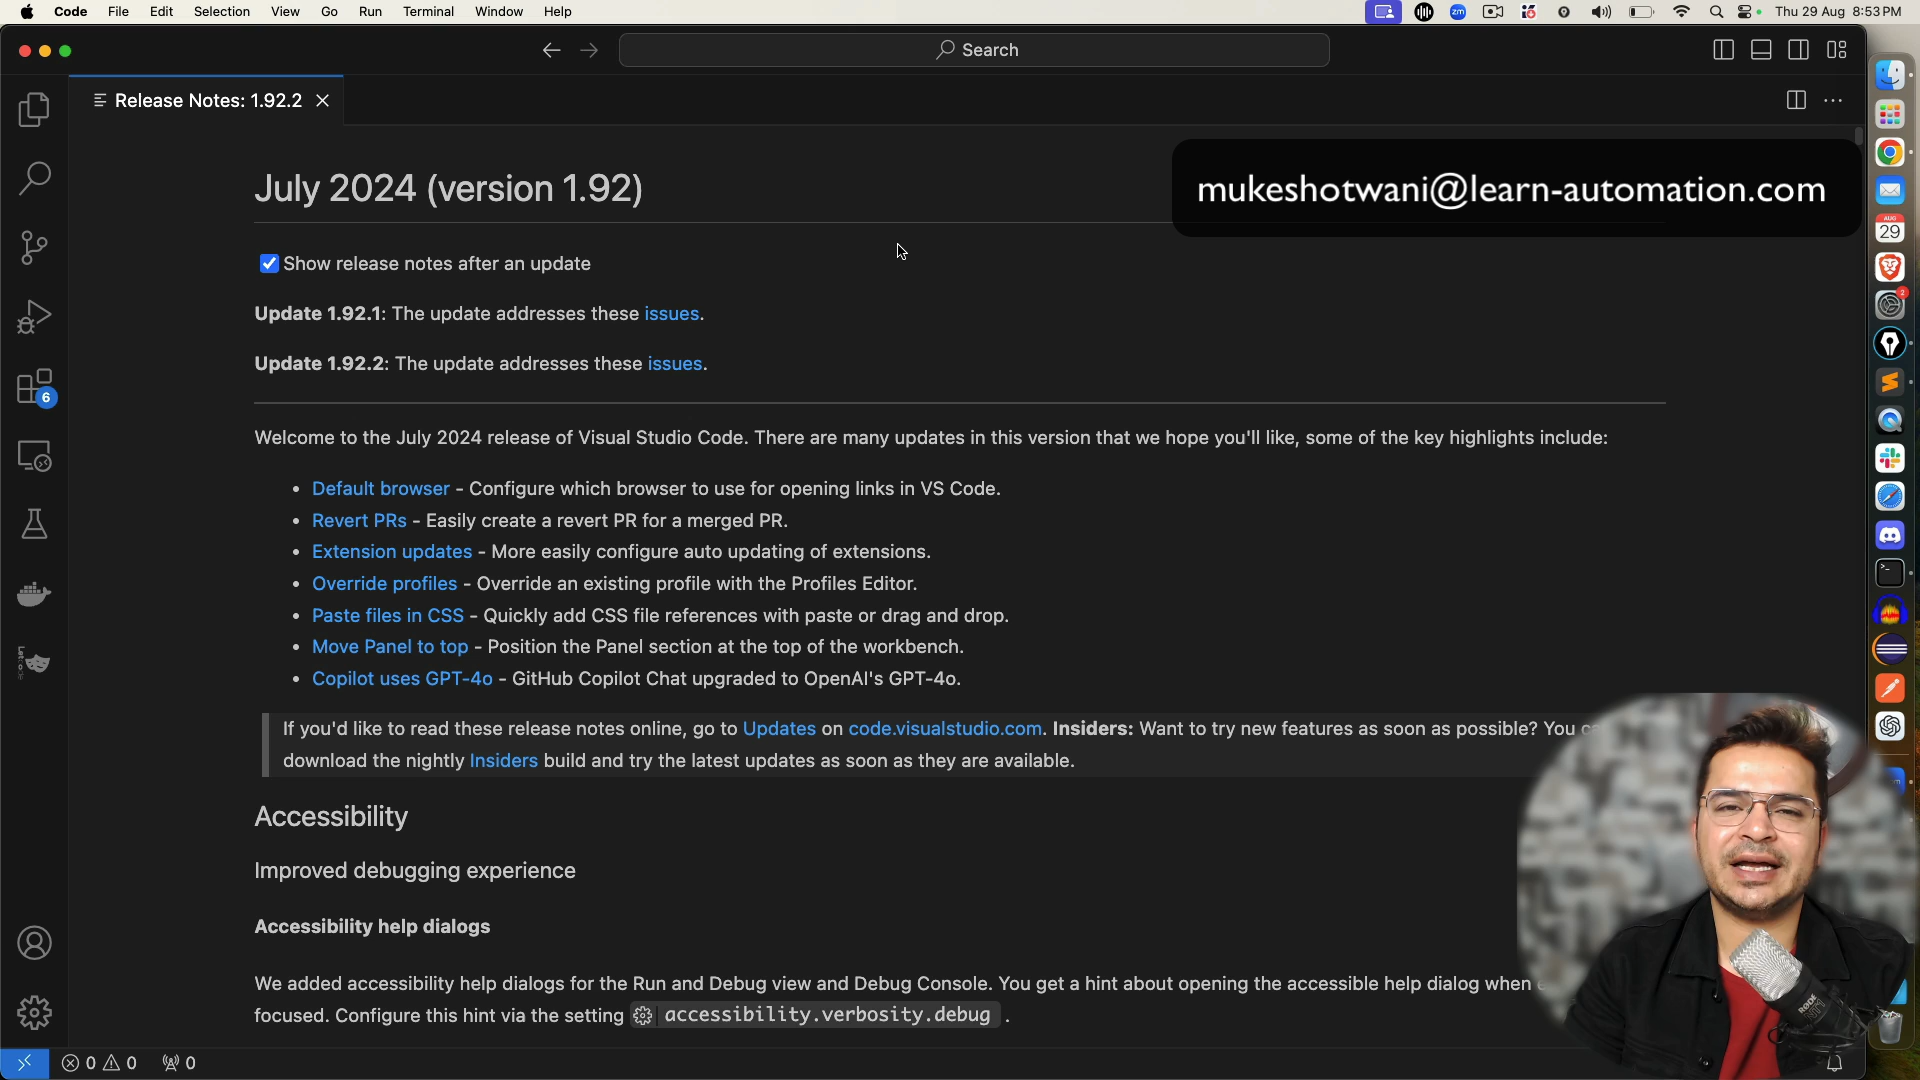 Code File Edit Selection View Go Run Terminal Window Help
zm
Thu 29 Aug 8:53 PM
Search
Release Notes: 1.92.2
July 2024 (version 1.92)
mukeshotwani@learn-automation.com
Show release notes after an update
Update 1.92.1: The update addresses these issues.
Update 1.92.2: The update addresses these issues.
Welcome to the July 2024 release of Visual Studio Code. There are many updates in this version that we hope you'll like, some of the key highlights include:
• Default browser - Configure which browser to use for opening links in VS Code.
• Revert PRs - Easily create a revert PR for a merged PR.
• Extension updates - More easily configure auto updating of extensions.
• Override profiles - Override an existing profile with the Profiles Editor.
• Paste files in CSS - Quickly add CSS file references with paste or drag and drop.
• Move Panel to top - Position the Panel section at the top of the workbench.
• Copilot uses GPT-4o - GitHub Copilot Chat upgraded to OpenAI's GPT-4o.
If you'd like to read these release notes online, go to Updates on code.visualstudio.com. Insiders: Want to try new features as soon as possible? You
download the nightly Insiders build and try the latest updates as soon as they are available.
Accessibility
Improved debugging experience
Accessibility help dialogs
We added accessibility help dialogs for the Run and Debug view and Debug Console. You get a hint about opening the accessible help dialog when
focused. Configure this hint via the setting accessibility.verbosity.debug .
0 0 0
6
AUG
29
2
RODE